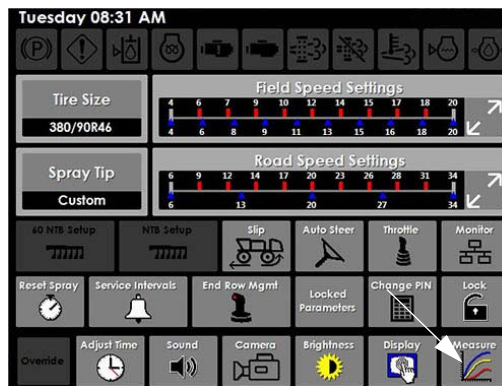 Tuesday 08:31 AM
Tire Size
380/90R46
Field Speed Settings
4 6 7 9 10 12 14 15 17 18 20
4 6 8 9 11 13 15 16 18 20
Spray Tip
Custom
Road Speed Settings
6 9 12 14 17 20 23 26 28 31 34
6 13 20 27 34
60 NTB Setup NTB Setup Slip Auto Steer Throttle Monitor
Reset Spray Service Intervals End Row Mgmt Locked Parameters Change PIN Lock
Override Adjust Time Sound Camera Brightness Display Measure